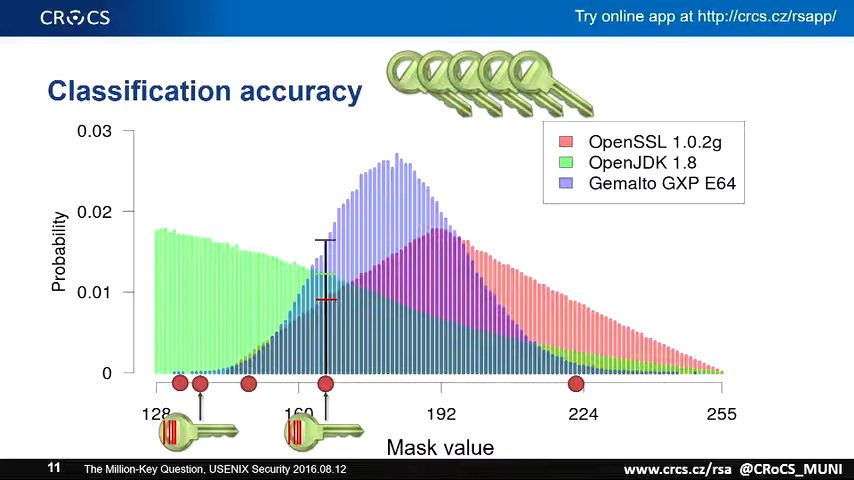 CROCS
Try online app at http://crcs.cz/rsapp/
Classification accuracy
0.03
0.02
0.01
0
Probability
OpenSSL 1.0.2g
OpenJDK 1.8
Gemalto GXP E64
128
160
192
224
255
Mask value
11
The Million-Key Question, USENIX Security 2016.08.12
www.crcs.cz/rsa @CRoCS_MUNI